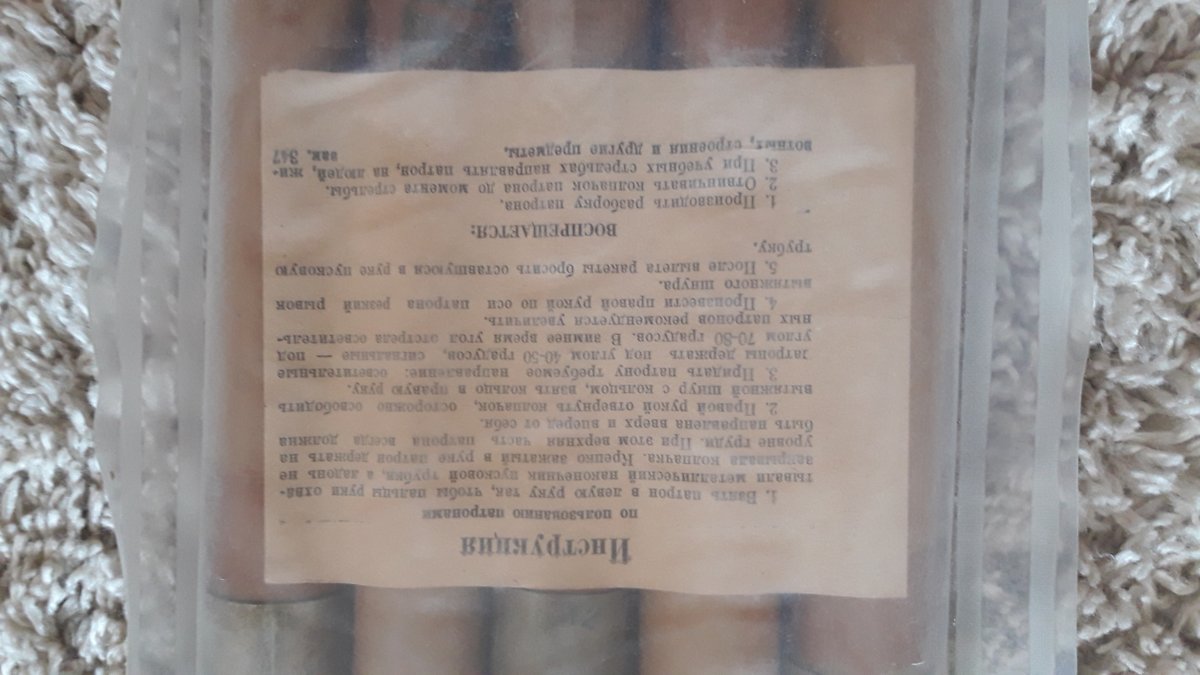 Инструкция
по пользованию патронами
1. Взять патрон в левую руку так, чтобы пальцы руки охва-
тывали металлический наконечник пусковой трубки, а ладонь не
закрывала колпачка. Крепко зажатый в руке патрон держать на
уровне груди. При этом верхняя часть патрона всегда должна
быть направлена вверх и вперед от себя.
2. Правой рукой отвернуть колпачок, осторожно освободить
вытяжной шнур с кольцом, взять кольцо в правую руку.
3. Придать патрону требуемое направление: осветительные
патроны держать под углом 40-50 градусов, сигнальные — под
углом 70-80 градусов. В зимнее время угол отстрела осветитель-
ных патронов рекомендуется увеличить.
4. Произвести правой рукой по оси патрона резкий рывок
вытяжного шнура.
5. После вылета ракеты бросить оставшуюся в руке пусковую
трубку.
ВОСПРЕЩАЕТСЯ:
1. Производить разборку патрона.
2. Отвинчивать колпачок патрона до момента стрельбы.
3. При учебных стрельбах направлять патрон, на людей, жи-
вотных, строения и другие предметы. зак. 347